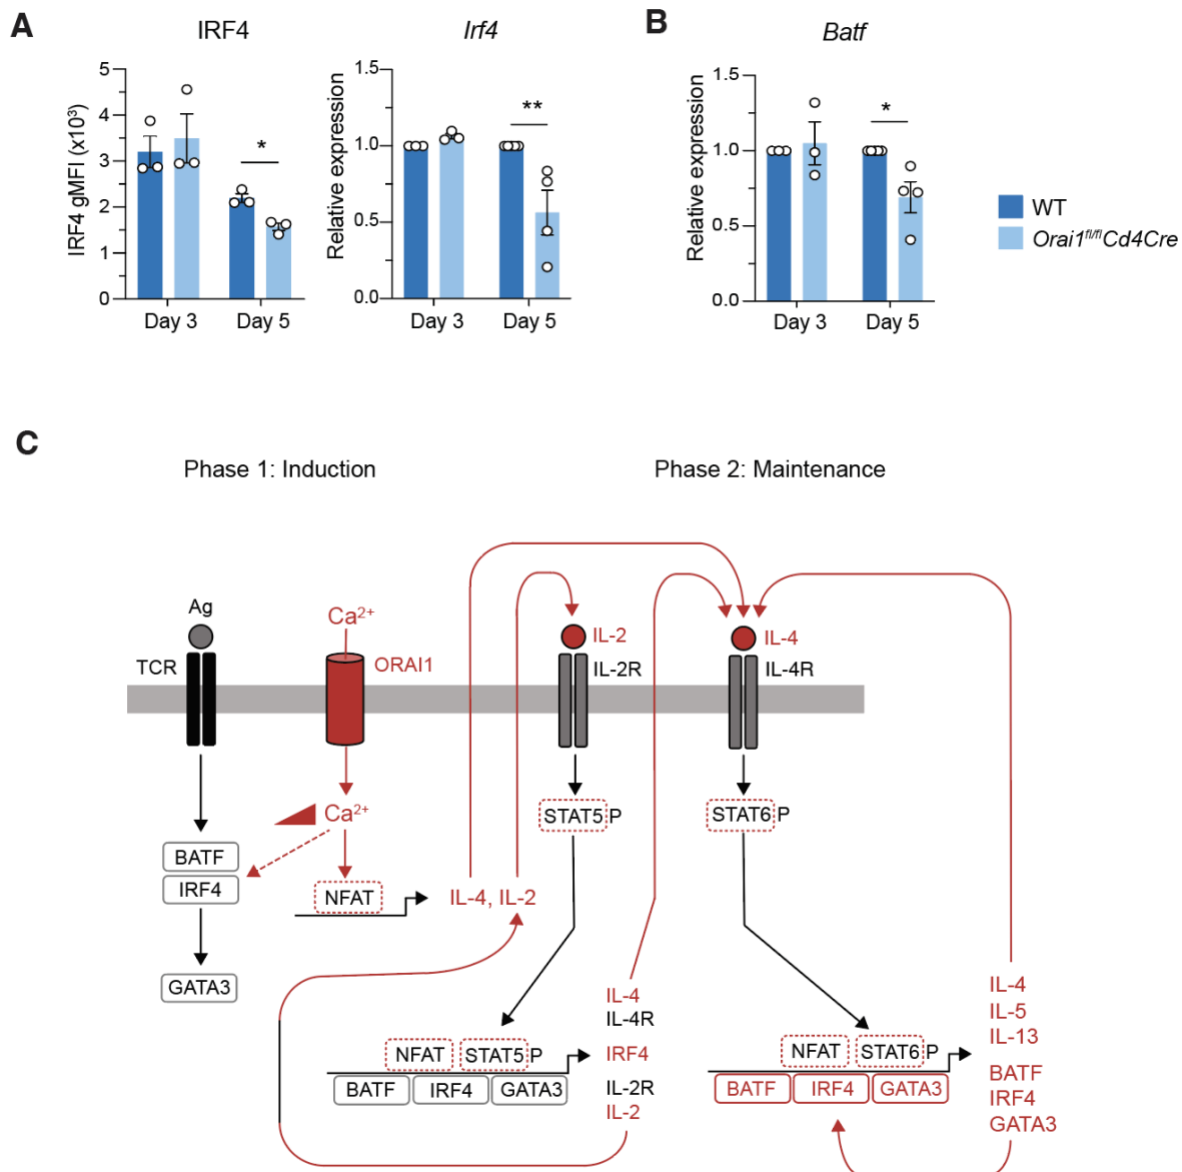 A
IRF4
IRF4 gMFI (x10³)
5
4
3
2
1
0
Day 3
Day 5
*
Irf4
Relative expression
1.5
1.0
0.5
0.0
Day 3
Day 5
**
B
Batf
Relative expression
1.5
1.0
0.5
0.0
Day 3
Day 5
*
WT
Orai1fl/flCd4Cre
C
Phase 1: Induction
Phase 2: Maintenance
Ag
TCR
Ca²⁺
ORAI1
IL-2
IL-2R
IL-4
IL-4R
Ca²⁺
BATF
IRF4
GATA3
NFAT
IL-4, IL-2
STAT5 P
STAT6 P
NFAT STAT5 P
BATF IRF4 GATA3
IL-4
IL-4R
IRF4
IL-2R
IL-2
NFAT STAT6 P
BATF IRF4 GATA3
IL-4
IL-5
IL-13
BATF
IRF4
GATA3